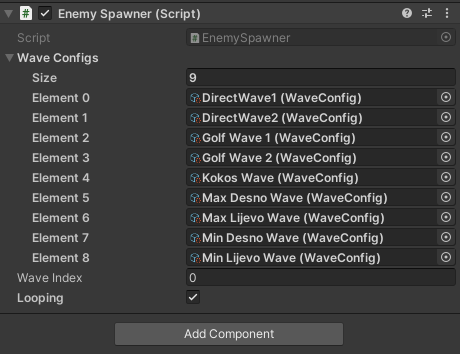 Enemy Spawner (Script)
Script EnemySpawner
Wave Configs
Size 9
Element 0 DirectWave1 (WaveConfig)
Element 1 DirectWave2 (WaveConfig)
Element 2 Golf Wave 1 (WaveConfig)
Element 3 Golf Wave 2 (WaveConfig)
Element 4 Kokos Wave (WaveConfig)
Element 5 Max Desno Wave (WaveConfig)
Element 6 Max Lijevo Wave (WaveConfig)
Element 7 Min Desno Wave (WaveConfig)
Element 8 Min Lijevo Wave (WaveConfig)
Wave Index 0
Looping
Add Component